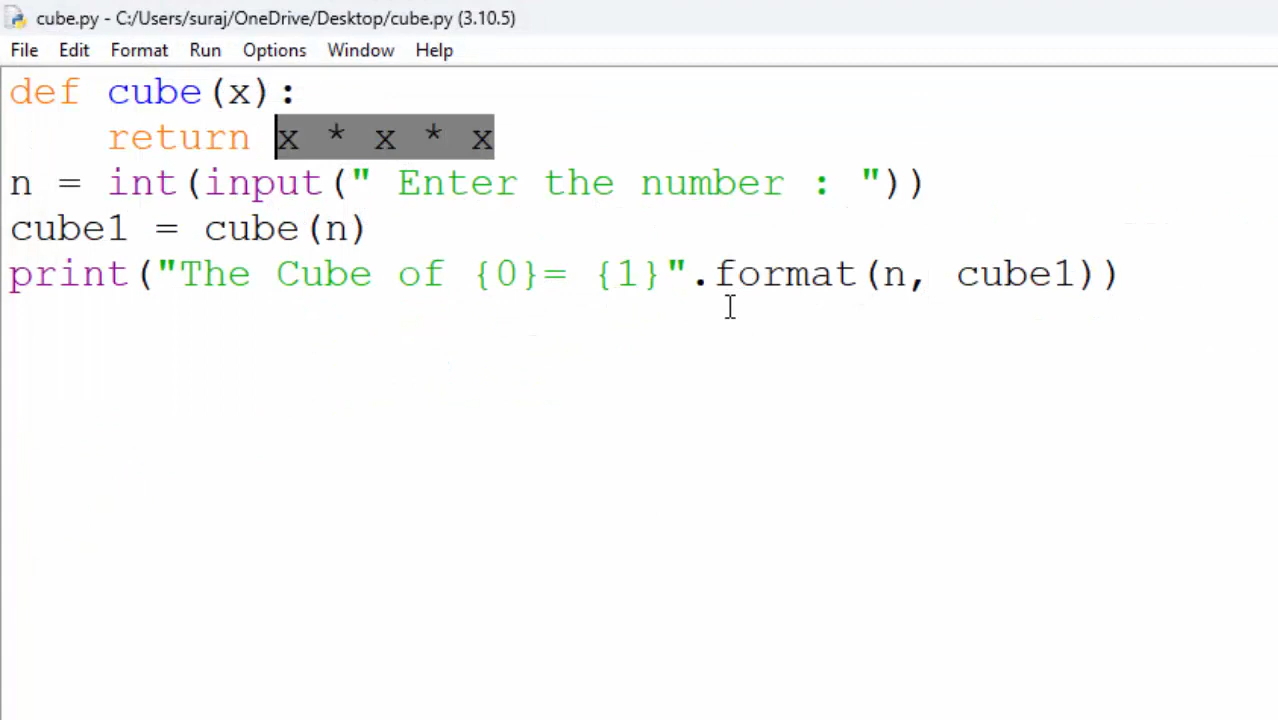 cube.py - C:/Users/suraj/OneDrive/Desktop/cube.py (3.10.5)
File Edit Format Run Options Window Help
def cube(x):
    return x * x * x
n = int(input(" Enter the number : "))
cube1 = cube(n)
print("The Cube of {0}= {1}".format(n, cube1))